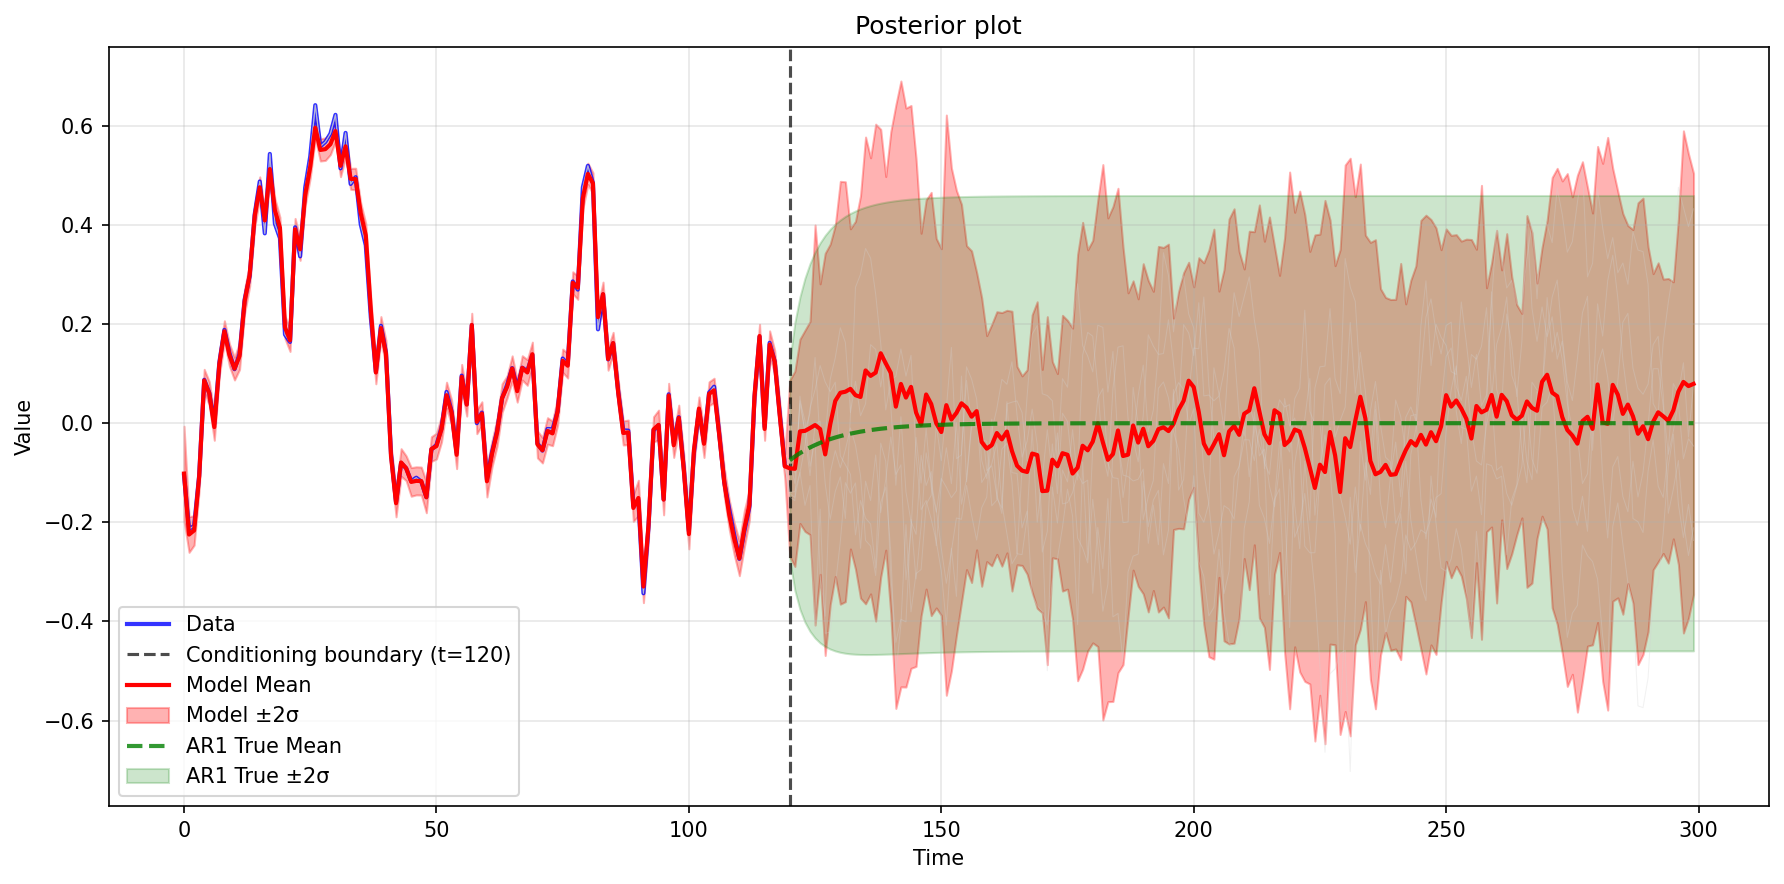 Posterior plot
Value
0.6
0.4
0.2
0.0
−0.2
−0.4
−0.6
Data
Conditioning boundary (t=120)
Model Mean
Model ±2σ
AR1 True Mean
AR1 True ±2σ
0 50 100 150 200 250 300
Time